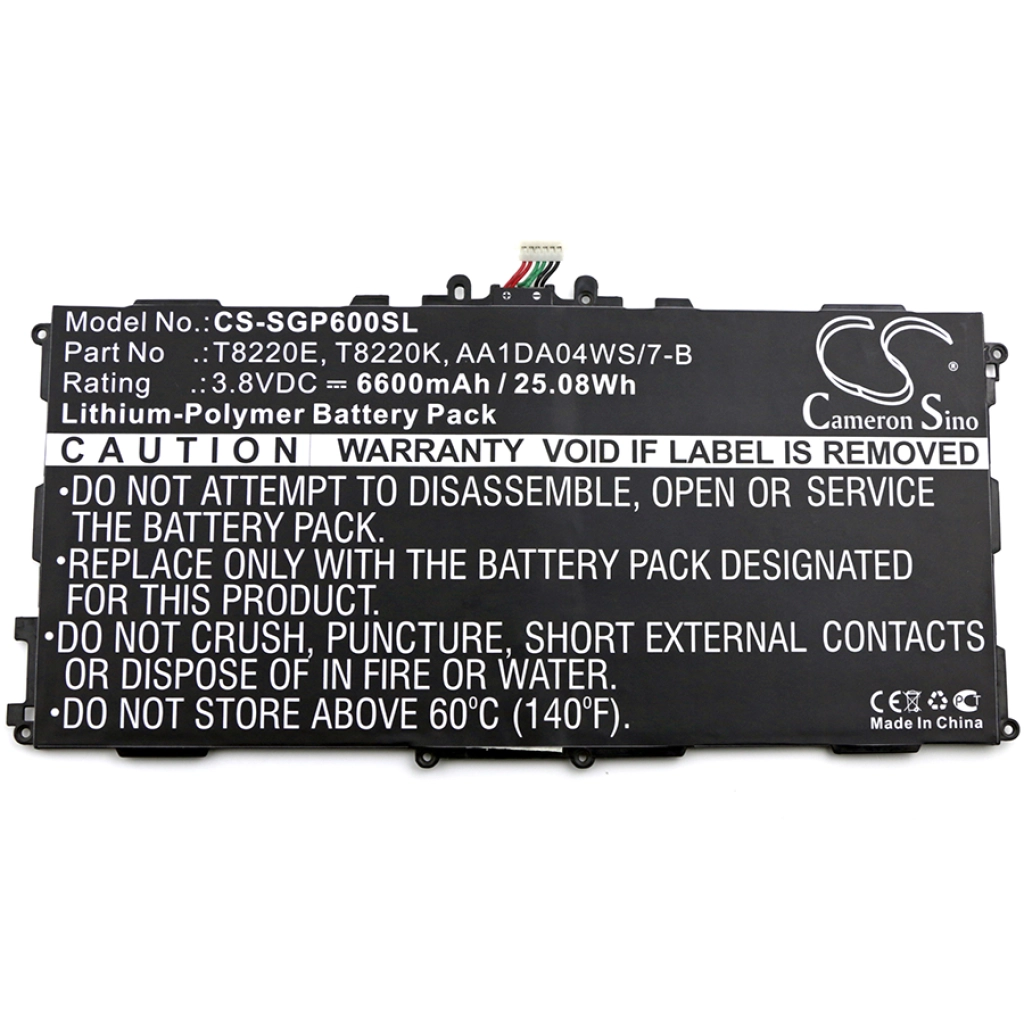 Model No.:CS-SGP600SL
Part No .:T8220E, T8220K, AA1DA04WS/7-B
Rating .:3.8VDC ⎓ 6600mAh / 25.08Wh
Lithium-Polymer Battery Pack
CS
®
Cameron Sino
CAUTION WARRANTY VOID IF LABEL IS REMOVED
•DO NOT ATTEMPT TO DISASSEMBLE, OPEN OR SERVICE
THE BATTERY PACK.
•REPLACE ONLY WITH THE BATTERY PACK DESIGNATED
FOR THIS PRODUCT.
•DO NOT CRUSH, PUNCTURE, SHORT EXTERNAL CONTACTS
OR DISPOSE OF IN FIRE OR WATER.
•DO NOT STORE ABOVE 60°C (140°F).
CE PCT
Made In China